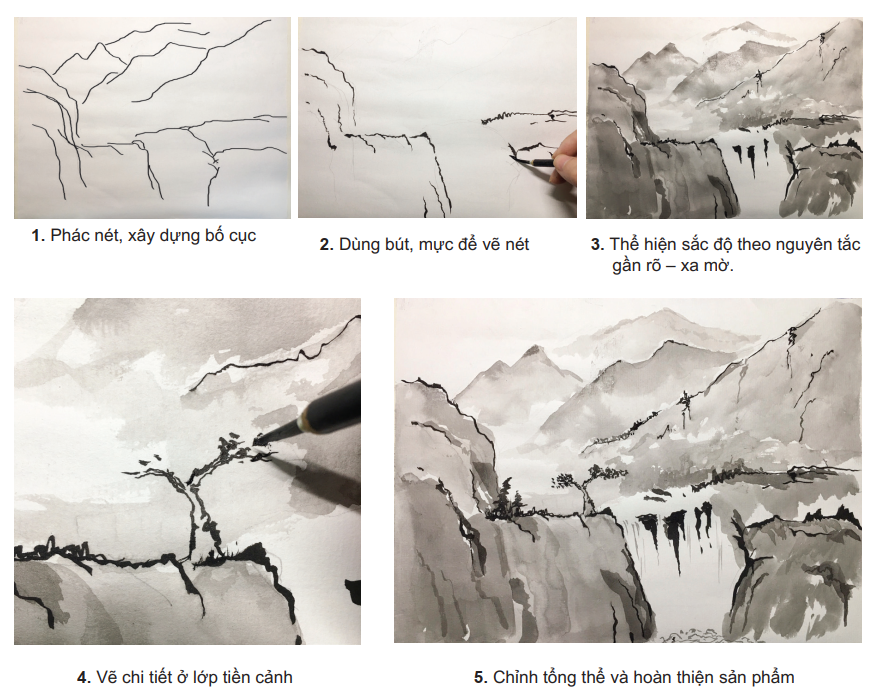 1. Phác nét, xây dựng bố cục
2. Dùng bút, mực để vẽ nét
3. Thể hiện sắc độ theo nguyên tắc
gần rõ – xa mờ.
4. Vẽ chi tiết ở lớp tiền cảnh
5. Chỉnh tổng thể và hoàn thiện sản phẩm